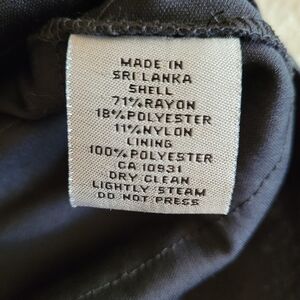 MADE IN
SRI LANKA
SHELL
71%RAYON
18%POLYESTER
11%NYLON
LINING
100%POLYESTER
CA 10931
DRY CLEAN
LIGHTLY STEAM
DO NOT PRESS